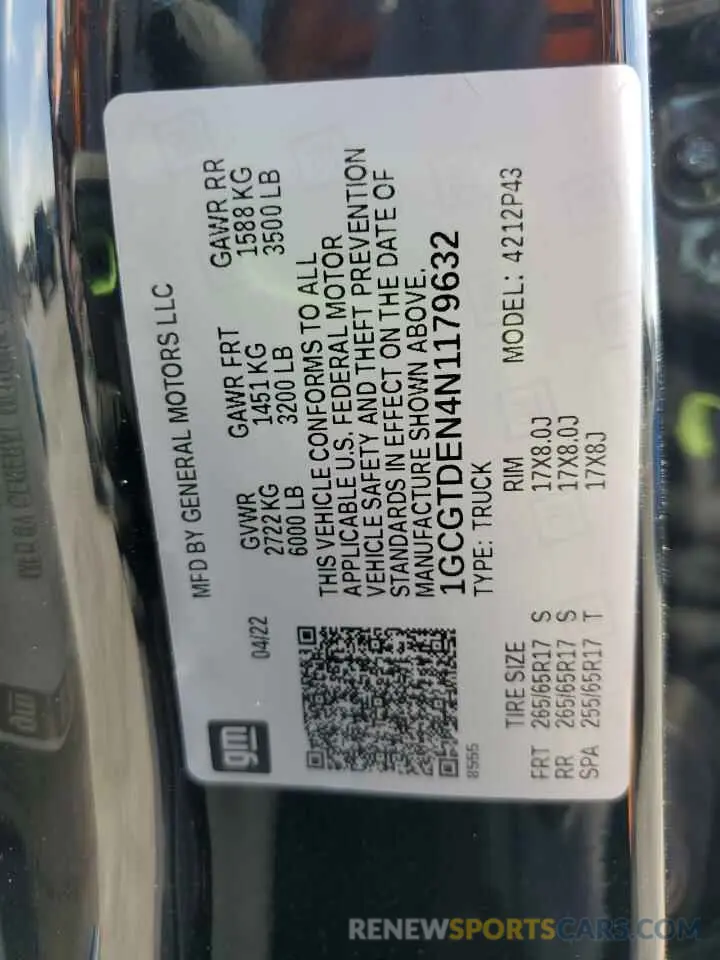 gm
MFD BY GENERAL MOTORS LLC
04/22
GVWR GAWR FRT GAWR RR
2722 KG 1451 KG 1588 KG
6000 LB 3200 LB 3500 LB
THIS VEHICLE CONFORMS TO ALL
APPLICABLE U.S. FEDERAL MOTOR
VEHICLE SAFETY AND THEFT PREVENTION
STANDARDS IN EFFECT ON THE DATE OF
MANUFACTURE SHOWN ABOVE.
1GCGTDEN4N1179632
8555
TYPE: TRUCK
MODEL: 4212P43
TIRE SIZE RIM
FRT 265/65R17 S 17X8.0J
RR 265/65R17 S 17X8.0J
SPA 255/65R17 T 17X8J
RENEWSPORTSCARS.COM